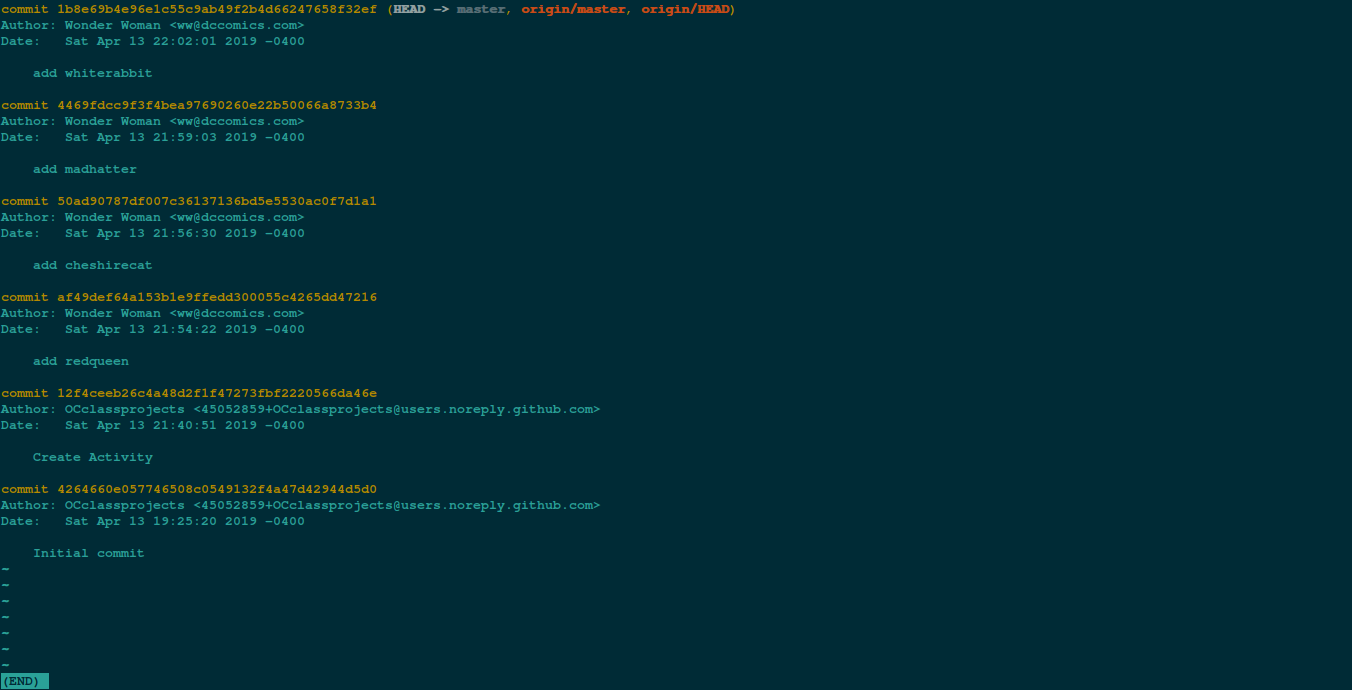 commit 1b8e69b4e96e1c55c9ab49f2b4d66247658f32ef (HEAD -> master, origin/master, origin/HEAD)
Author: Wonder Woman <ww@dccomics.com>
Date:   Sat Apr 13 22:02:01 2019 -0400
add whiterabbit
commit 4469fdcc9f3f4bea97690260e22b50066a8733b4
Author: Wonder Woman <ww@dccomics.com>
Date:   Sat Apr 13 21:59:03 2019 -0400
add madhatter
commit 50ad90787df007c36137136bd5e5530ac0f7d1a1
Author: Wonder Woman <ww@dccomics.com>
Date:   Sat Apr 13 21:56:30 2019 -0400
add cheshirecat
commit af49def64a153b1e9ffedd300055c4265dd47216
Author: Wonder Woman <ww@dccomics.com>
Date:   Sat Apr 13 21:54:22 2019 -0400
add redqueen
commit 12f4ceeb26c4a48d2f1f47273fbf2220566da46e
Author: OCclassprojects <45052859+OCclassprojects@users.noreply.github.com>
Date:   Sat Apr 13 21:40:51 2019 -0400
Create Activity
commit 4264660e057746508c0549132f4a47d42944d5d0
Author: OCclassprojects <45052859+OCclassprojects@users.noreply.github.com>
Date:   Sat Apr 13 19:25:20 2019 -0400
Initial commit
~
~
~
~
~
~
~
(END)